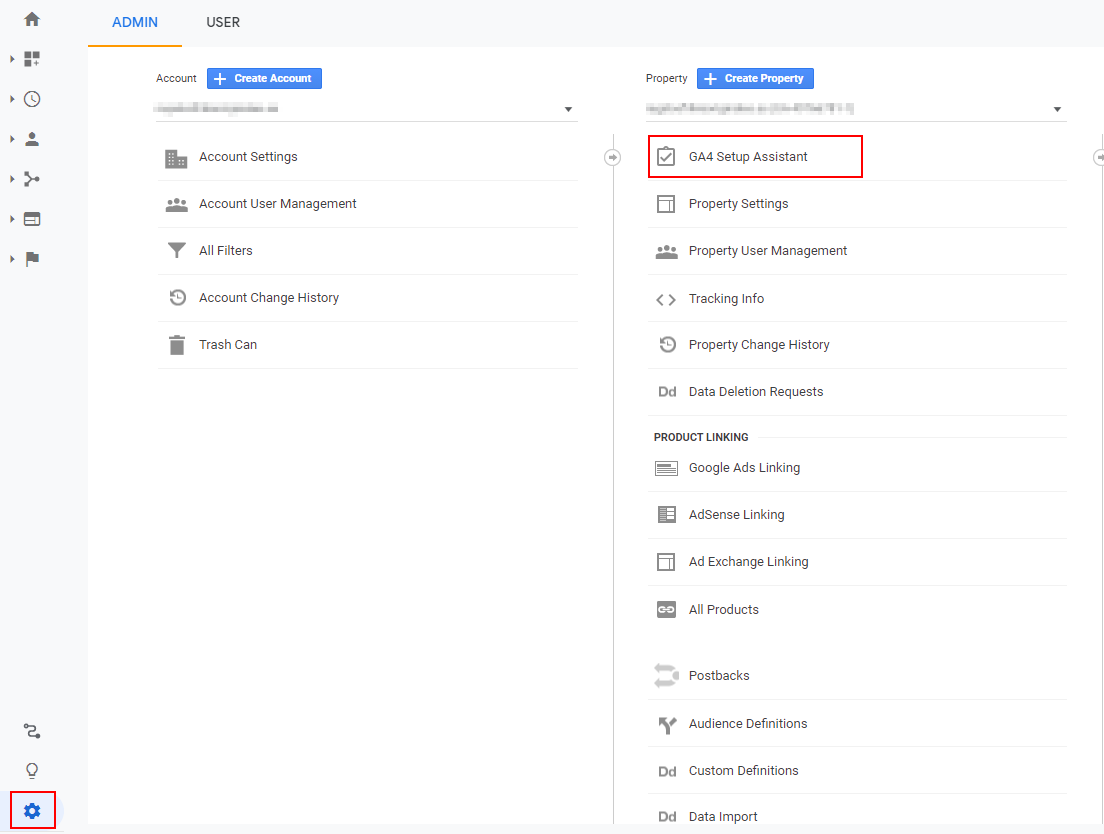 ADMIN
USER
Account
Create Account
Account Settings
Account User Management
All Filters
Account Change History
Trash Can
Property
Create Property
GA4 Setup Assistant
Property Settings
Property User Management
Tracking Info
Property Change History
Dd Data Deletion Requests
PRODUCT LINKING
Google Ads Linking
AdSense Linking
Ad Exchange Linking
All Products
Postbacks
Audience Definitions
Dd Custom Definitions
Dd Data Import